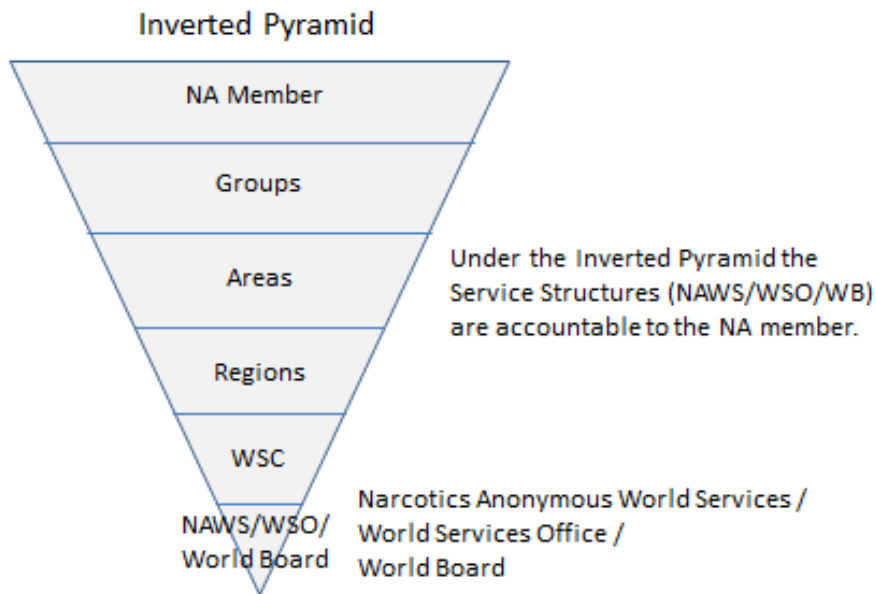 Inverted Pyramid
NA Member
Groups
Areas
Under the Inverted Pyramid the
Service Structures (NAWS/WSO/WB)
are accountable to the NA member.
Regions
WSC
NAWS/WSO/
World Board
Narcotics Anonymous World Services /
World Services Office /
World Board